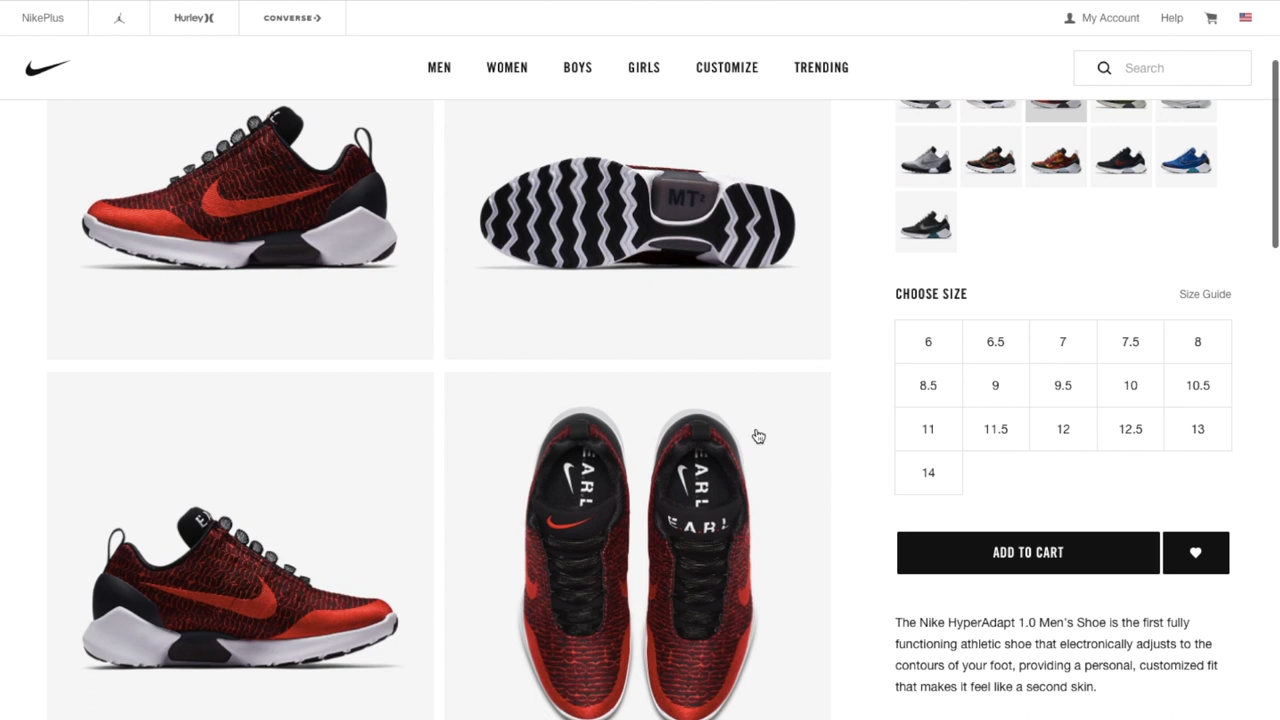 NikePlus
Hurley
CONVERSE
My Account
Help
MEN
WOMEN
BOYS
GIRLS
CUSTOMIZE
TRENDING
Search
MT²
CHOOSE SIZE
Size Guide
6 6.5 7 7.5 8
8.5 9 9.5 10 10.5
11 11.5 12 12.5 13
14
EARL
EARL
EARL
ADD TO CART
The Nike HyperAdapt 1.0 Men's Shoe is the first fully
functioning athletic shoe that electronically adjusts to the
contours of your foot, providing a personal, customized fit
that makes it feel like a second skin.